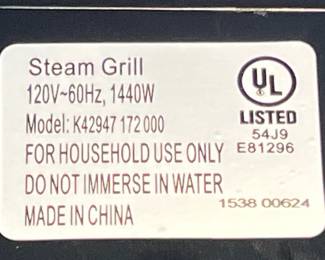 Steam Grill
120V~60Hz, 1440W
Model: K42947 172 000
FOR HOUSEHOLD USE ONLY
DO NOT IMMERSE IN WATER
MADE IN CHINA
UL
LISTED
54J9
E81296
1538 00624